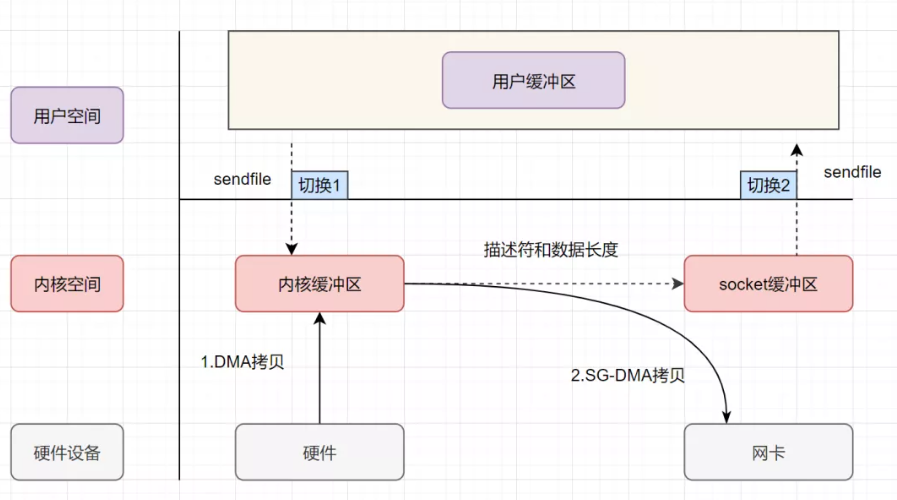 用户缓冲区
用户空间
sendfile
切换1
切换2
sendfile
描述符和数据长度
内核空间
内核缓冲区
socket缓冲区
1.DMA拷贝
2.SG-DMA拷贝
硬件设备
硬件
网卡